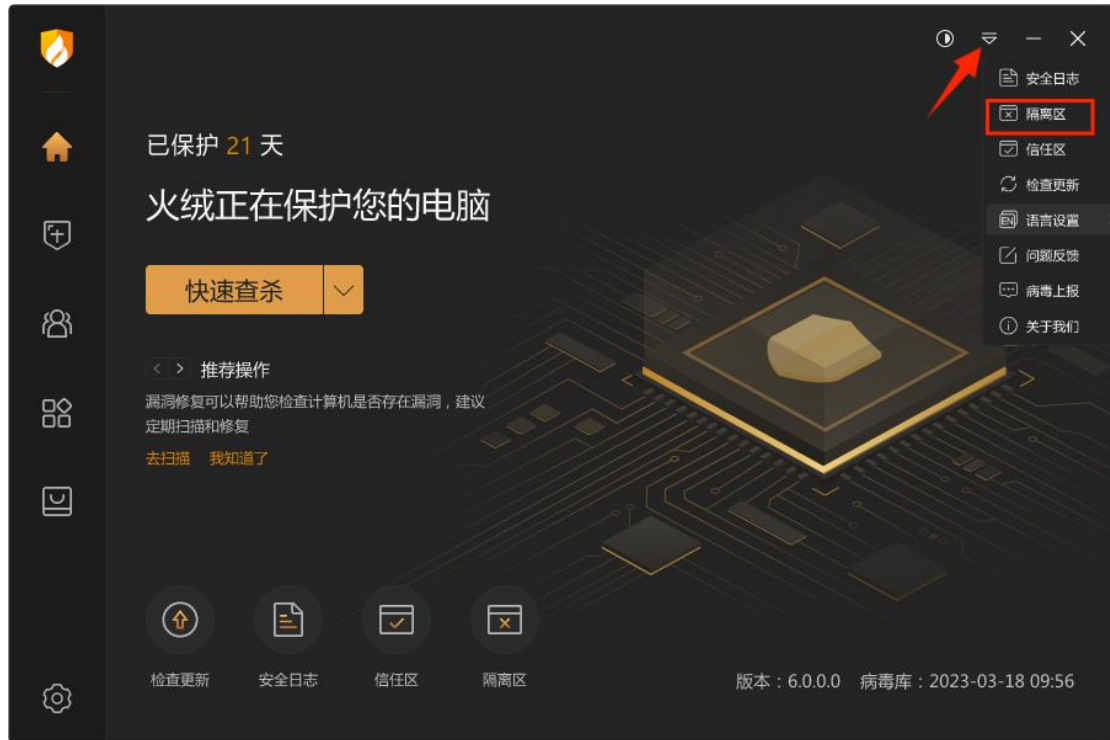 安全日志
隔离区
信任区
检查更新
EN 语言设置
问题反馈
病毒上报
关于我们
已保护 21 天
火绒正在保护您的电脑
快速查杀
推荐操作
漏洞修复可以帮助您检查计算机是否存在漏洞，建议
定期扫描和修复
去扫描 我知道了
检查更新 安全日志 信任区 隔离区
版本：6.0.0.0 病毒库：2023-03-18 09:56